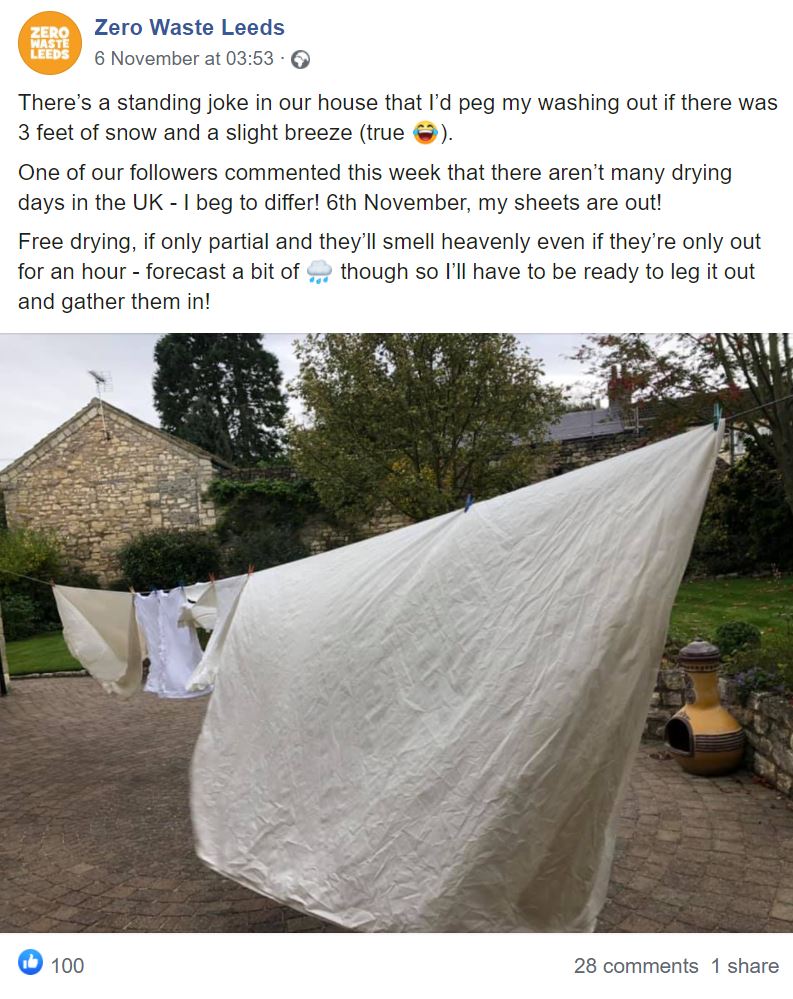 ZERO
WASTE
LEEDS
Zero Waste Leeds
6 November at 03:53 ·
There’s a standing joke in our house that I’d peg my washing out if there was
3 feet of snow and a slight breeze (true 😂).
One of our followers commented this week that there aren’t many drying
days in the UK - I beg to differ! 6th November, my sheets are out!
Free drying, if only partial and they’ll smell heavenly even if they’re only out
for an hour - forecast a bit of 🌧 though so I’ll have to be ready to leg it out
and gather them in!
100
28 comments 1 share